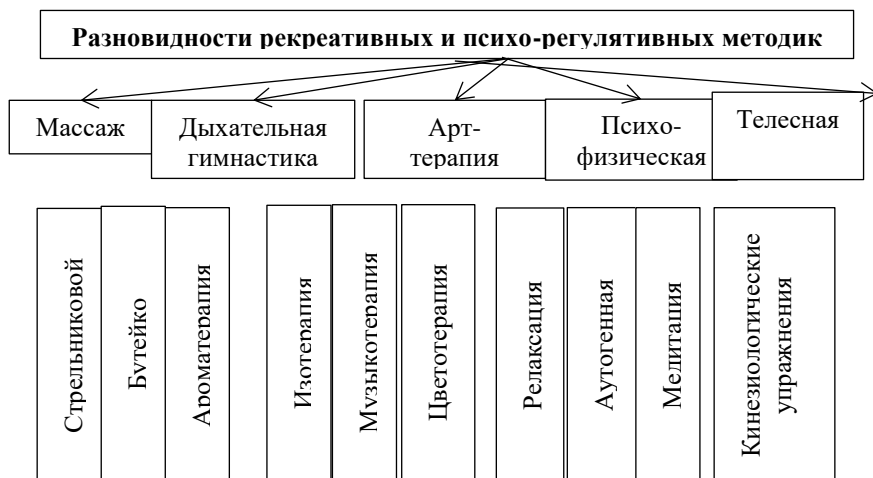 Разновидности рекреативных и психо-регулятивных методик
Массаж
Дыхательная
гимнастика
Арт-
терапия
Психо-
физическая
Телесная
Стрельниковой
Бутейко
Ароматерапия
Изотерапия
Музыкотерапия
Цветотерапия
Релаксация
Аутогенная
Медитация
Кинезиологические
упражнения